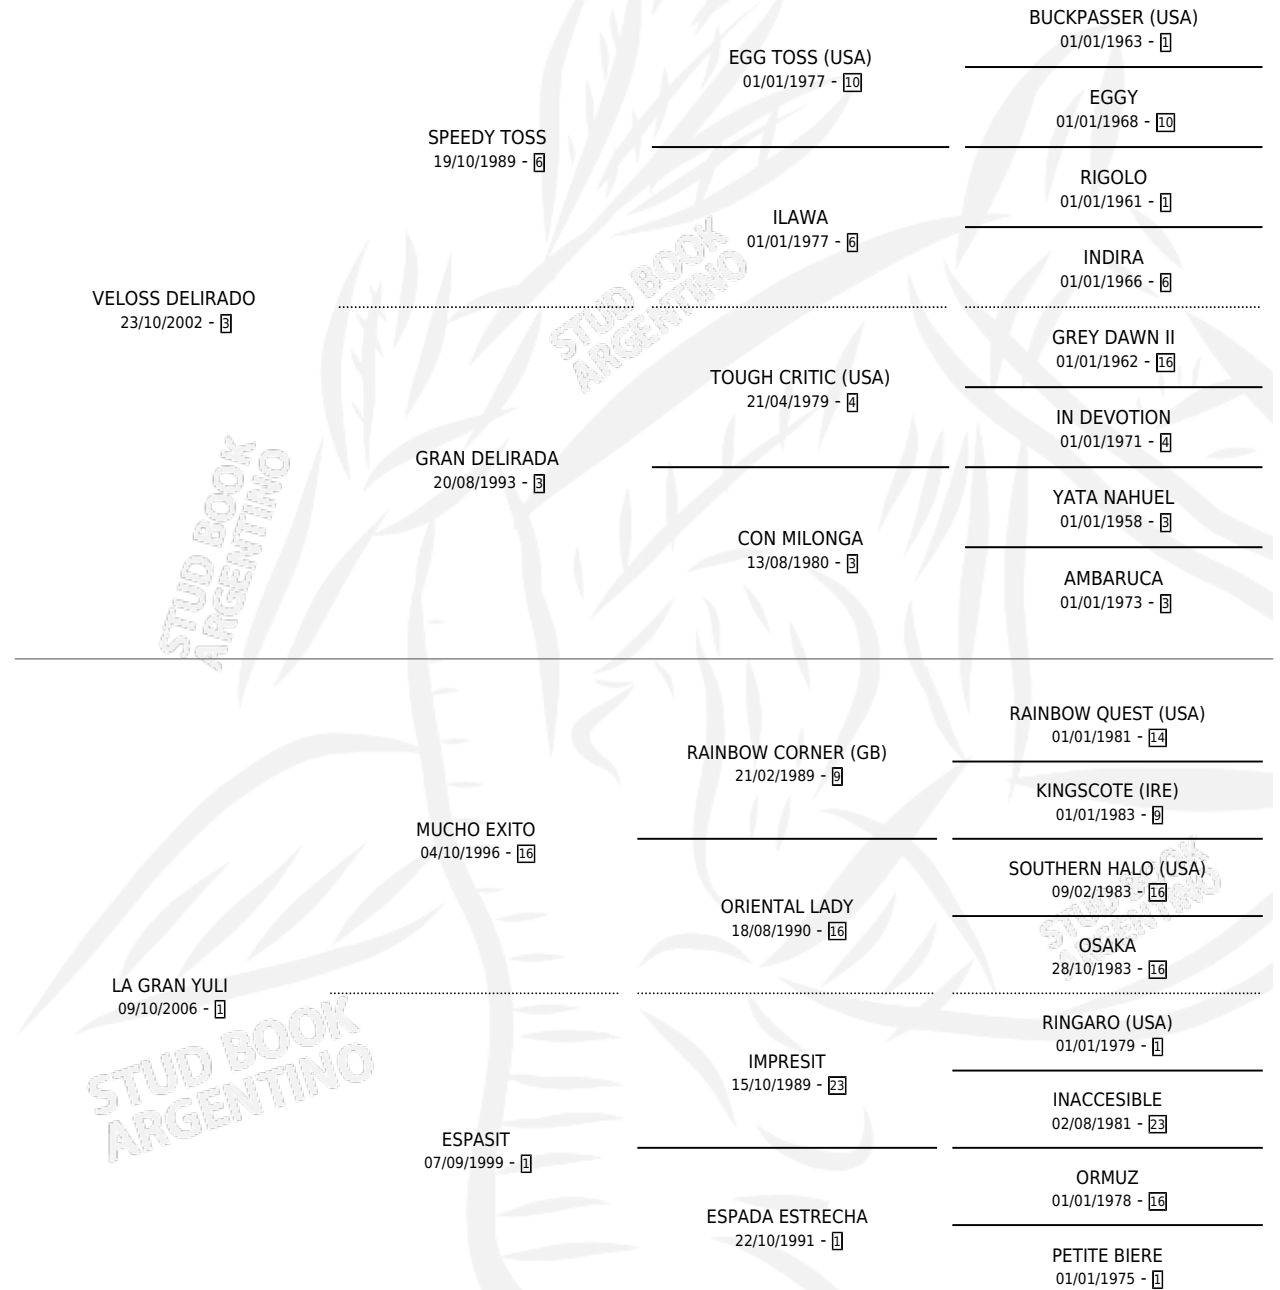 BUCKPASSER (USA)
01/01/1963 - 1
EGG TOSS (USA)
01/01/1977 - 10
EGGY
01/01/1968 - 10
SPEEDY TOSS
19/10/1989 - 6
RIGOLO
01/01/1961 - 1
ILAWA
01/01/1977 - 6
INDIRA
01/01/1966 - 6
VELOSS DELIRADO
23/10/2002 - 3
GREY DAWN II
01/01/1962 - 16
TOUGH CRITIC (USA)
21/04/1979 - 4
IN DEVOTION
01/01/1971 - 4
GRAN DELIRADA
20/08/1993 - 3
YATA NAHUEL
01/01/1958 - 3
CON MILONGA
13/08/1980 - 3
AMBARUCA
01/01/1973 - 3
RAINBOW QUEST (USA)
01/01/1981 - 14
RAINBOW CORNER (GB)
21/02/1989 - 9
KINGSCOTE (IRE)
01/01/1983 - 9
MUCHO EXITO
04/10/1996 - 16
SOUTHERN HALO (USA)
09/02/1983 - 16
ORIENTAL LADY
18/08/1990 - 16
OSAKA
28/10/1983 - 16
LA GRAN YULI
09/10/2006 - 1
RINGARO (USA)
01/01/1979 - 1
IMPRESIT
15/10/1989 - 23
INACCESIBLE
02/08/1981 - 23
ESPASIT
07/09/1999 - 1
ORMUZ
01/01/1978 - 16
ESPADA ESTRECHA
22/10/1991 - 1
PETITE BIERE
01/01/1975 - 1
STUD BOOK
ARGENTINO
STUD BOOK
ARGENTINO
STUD BOOK
ARGENTINO
STUD BOOK
ARGENTINO